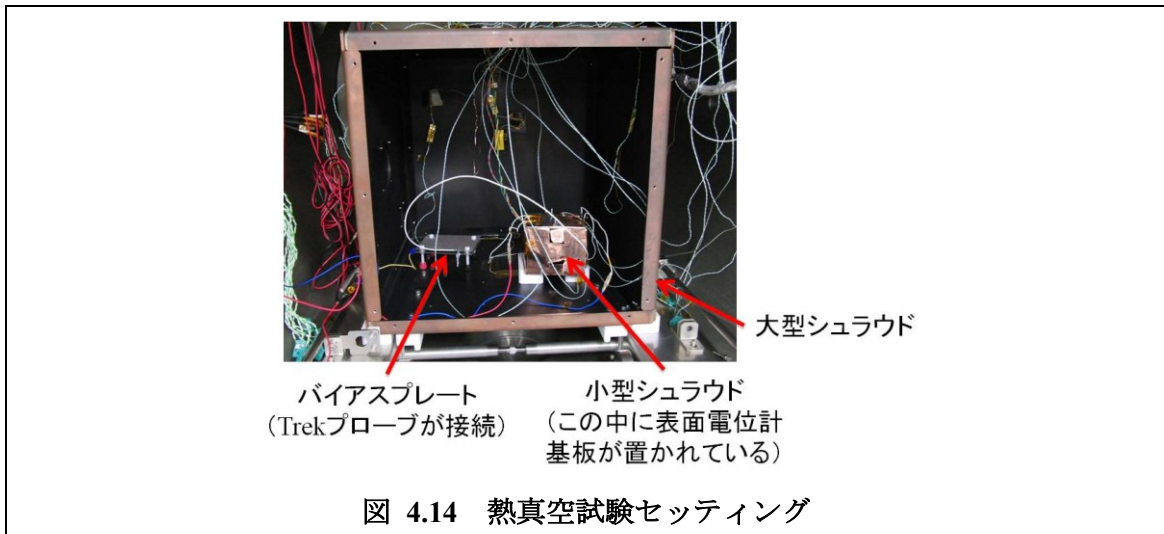 大型シュラウド
バイアスプレート
（Trekプローブが接続）
小型シュラウド
（この中に表面電位計
基板が置かれている）
図 4.14 熱真空試験セッティング